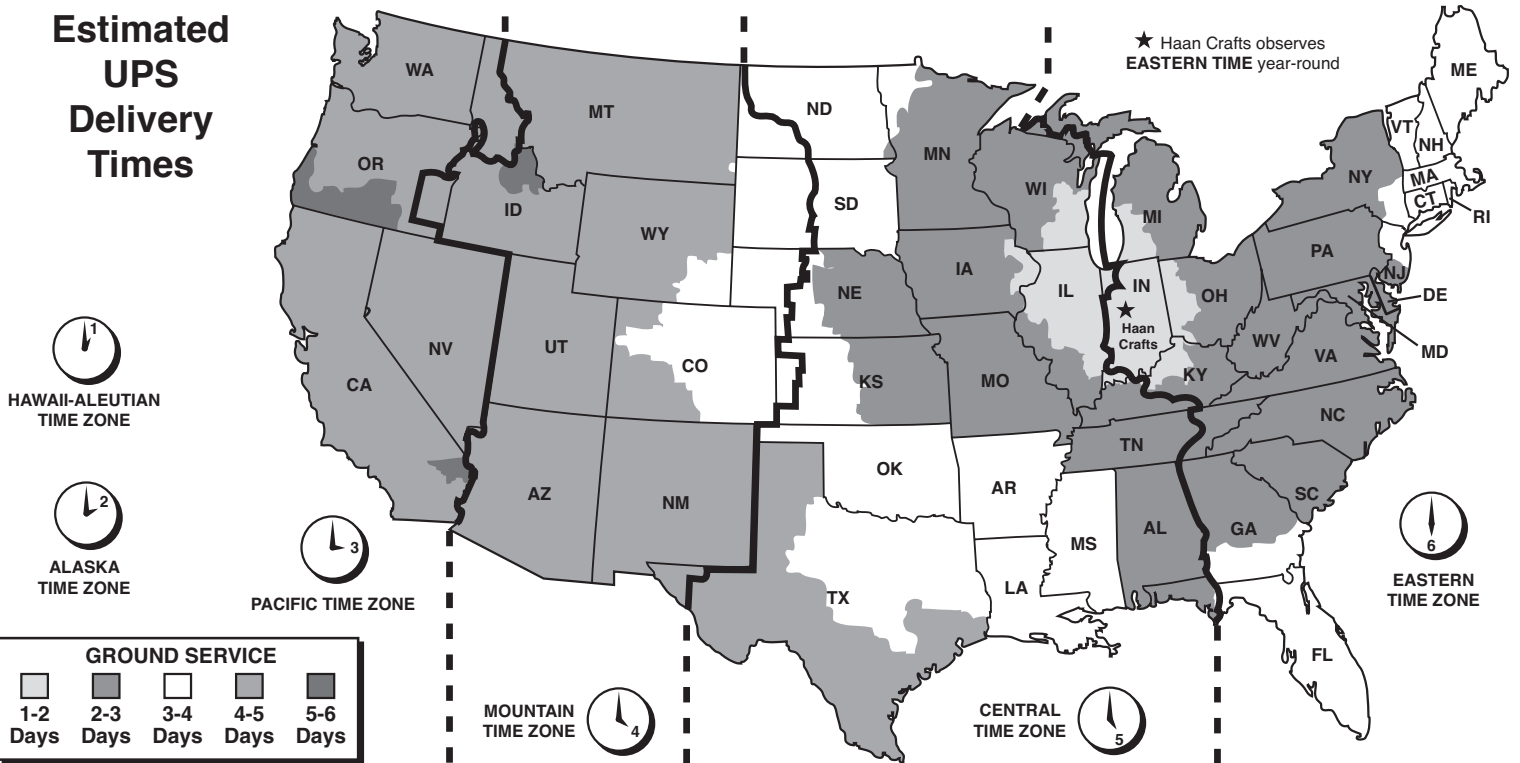 Estimated
UPS
Delivery
Times
★ Haan Crafts observes
EASTERN TIME year-round
WA
MT
ND
MN
OR
ID
SD
WI
MI
NY
VT
NH
ME
MA
CT
RI
WY
IA
NE
IL
IN
OH
PA
NJ
DE
MD
★
Haan
Crafts
NV
UT
CO
CA
KS
MO
KY
WV
VA
NC
TN
SC
AZ
NM
OK
AR
MS
AL
GA
TX
LA
FL
1
HAWAII-ALEUTIAN
TIME ZONE
2
ALASKA
TIME ZONE
3
PACIFIC TIME ZONE
MOUNTAIN
TIME ZONE
4
CENTRAL
TIME ZONE
5
6
EASTERN
TIME ZONE
GROUND SERVICE
1-2 2-3 3-4 4-5 5-6
Days Days Days Days Days